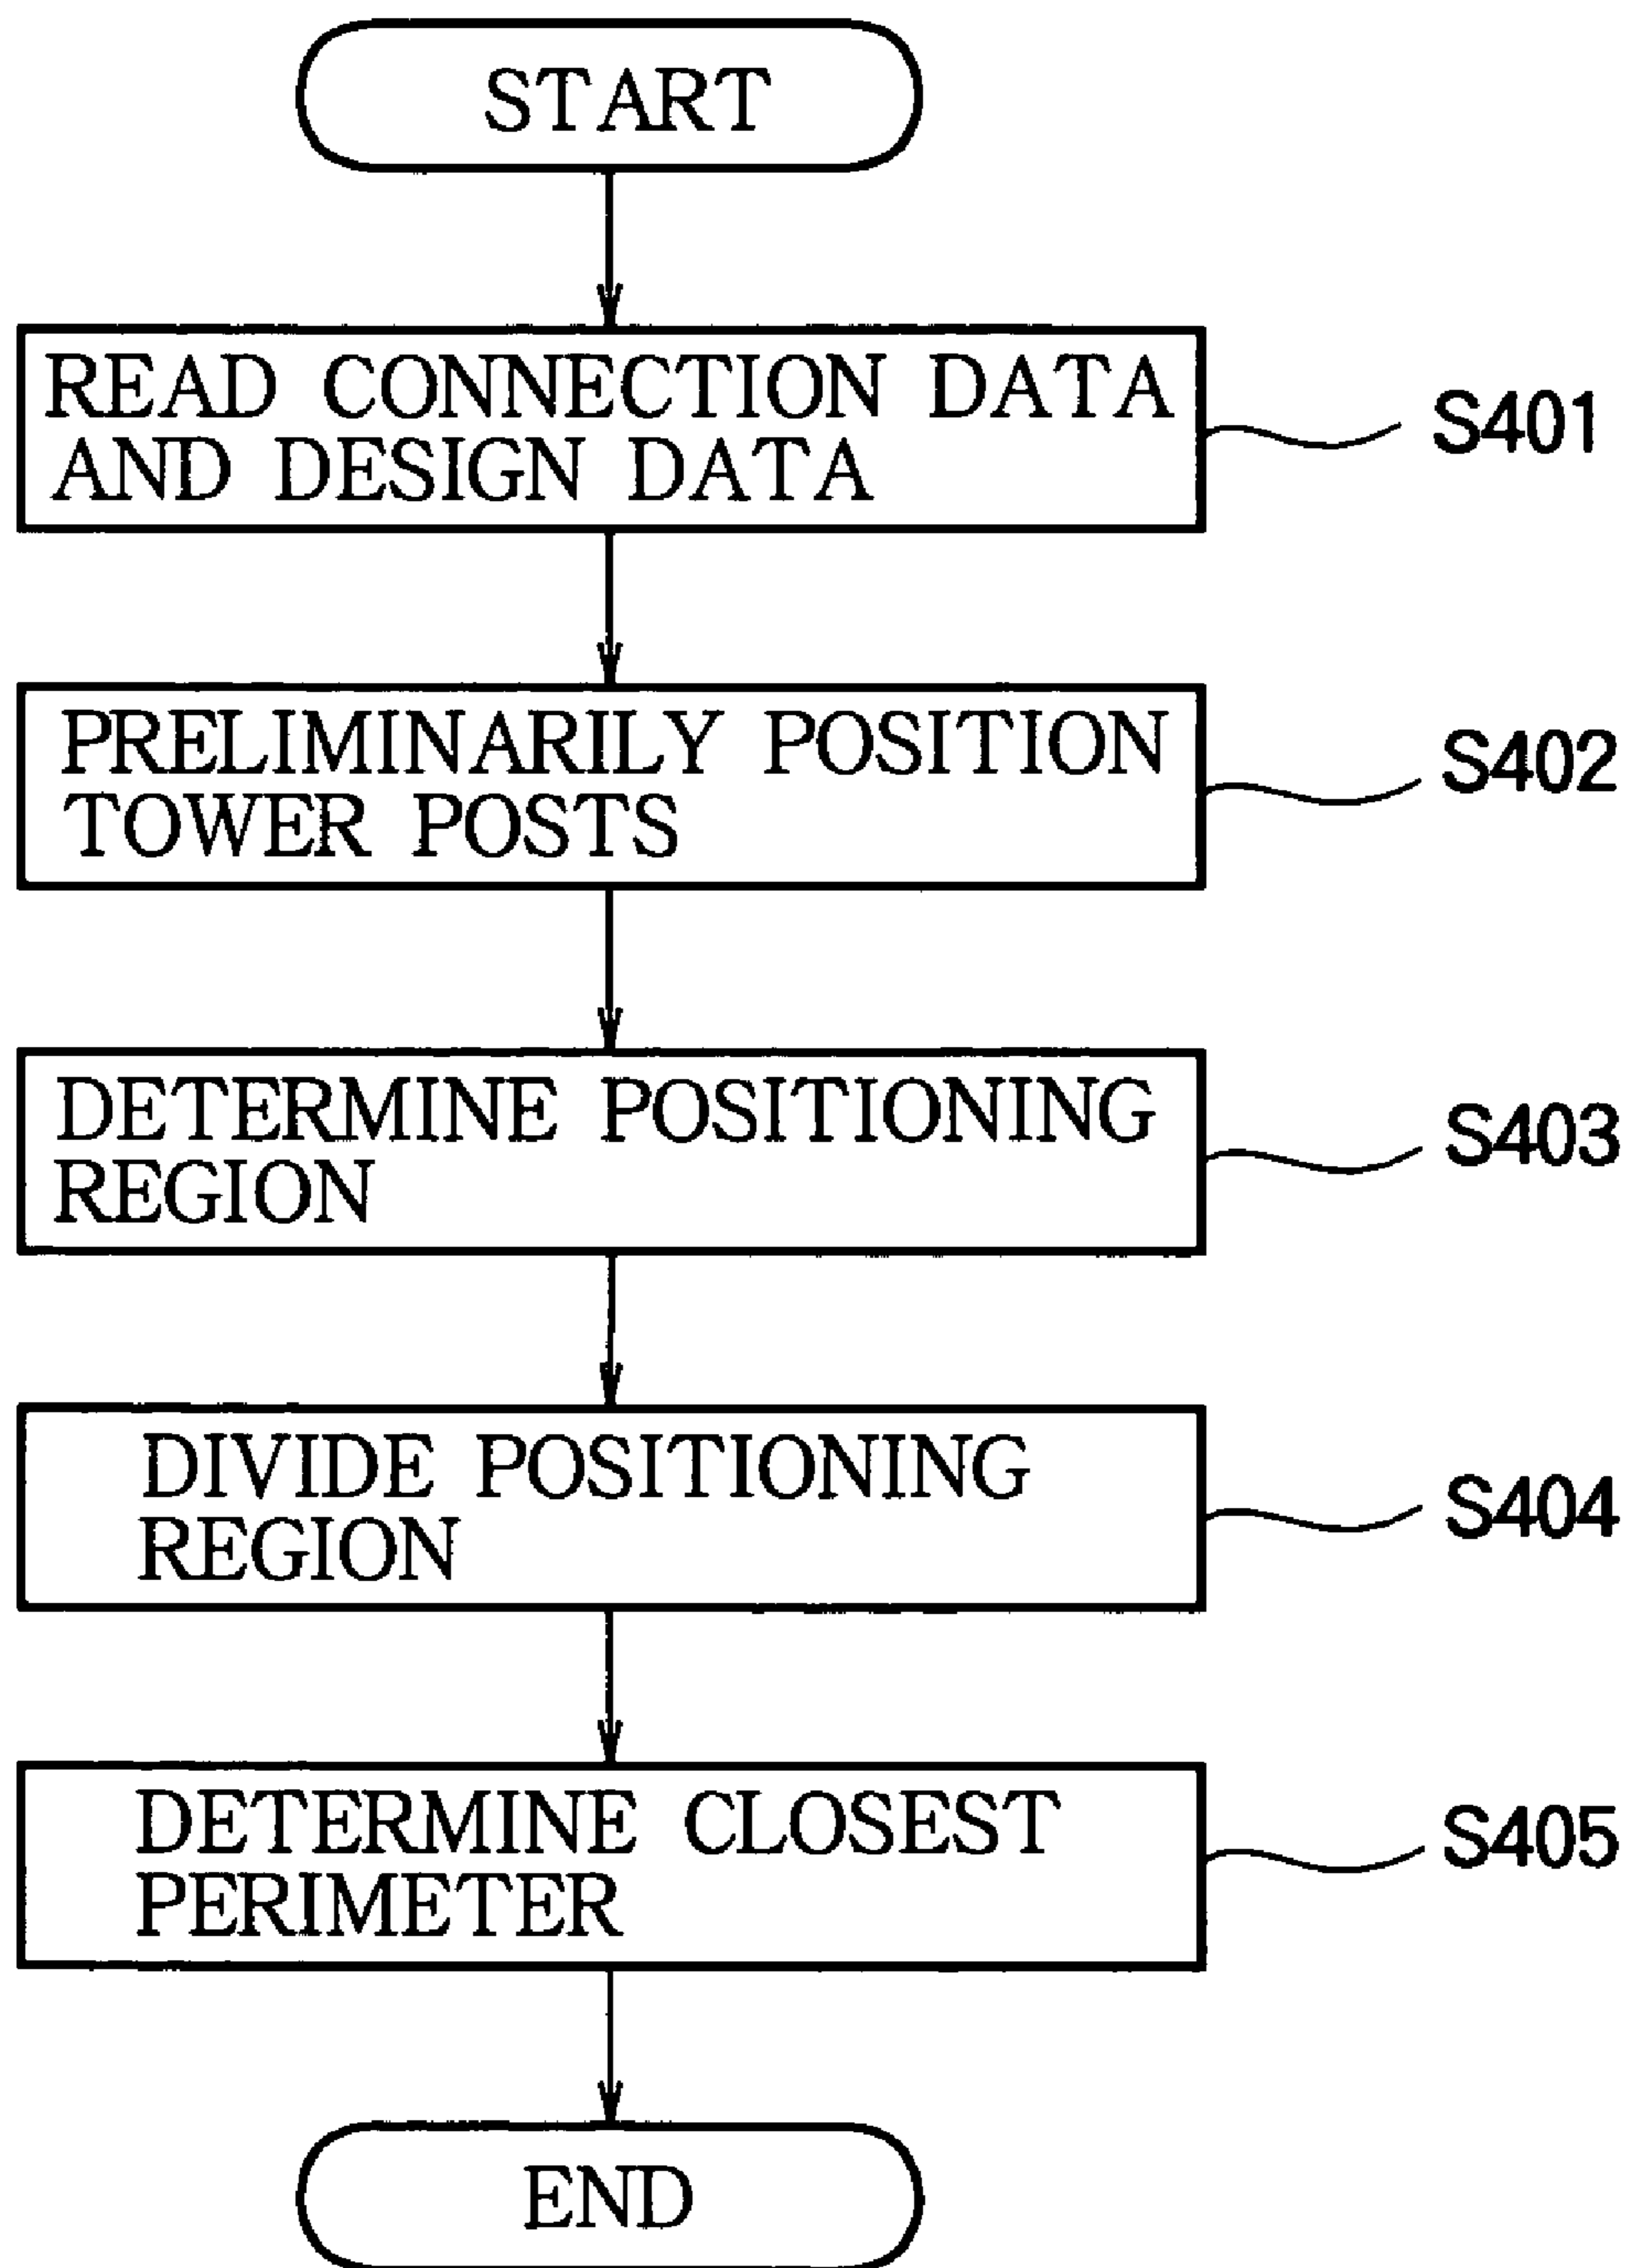 START
READ CONNECTION DATA
AND DESIGN DATA
S401
PRELIMINARILY POSITION
TOWER POSTS
S402
DETERMINE POSITIONING
REGION
S403
DIVIDE POSITIONING
REGION
S404
DETERMINE CLOSEST
PERIMETER
S405
END